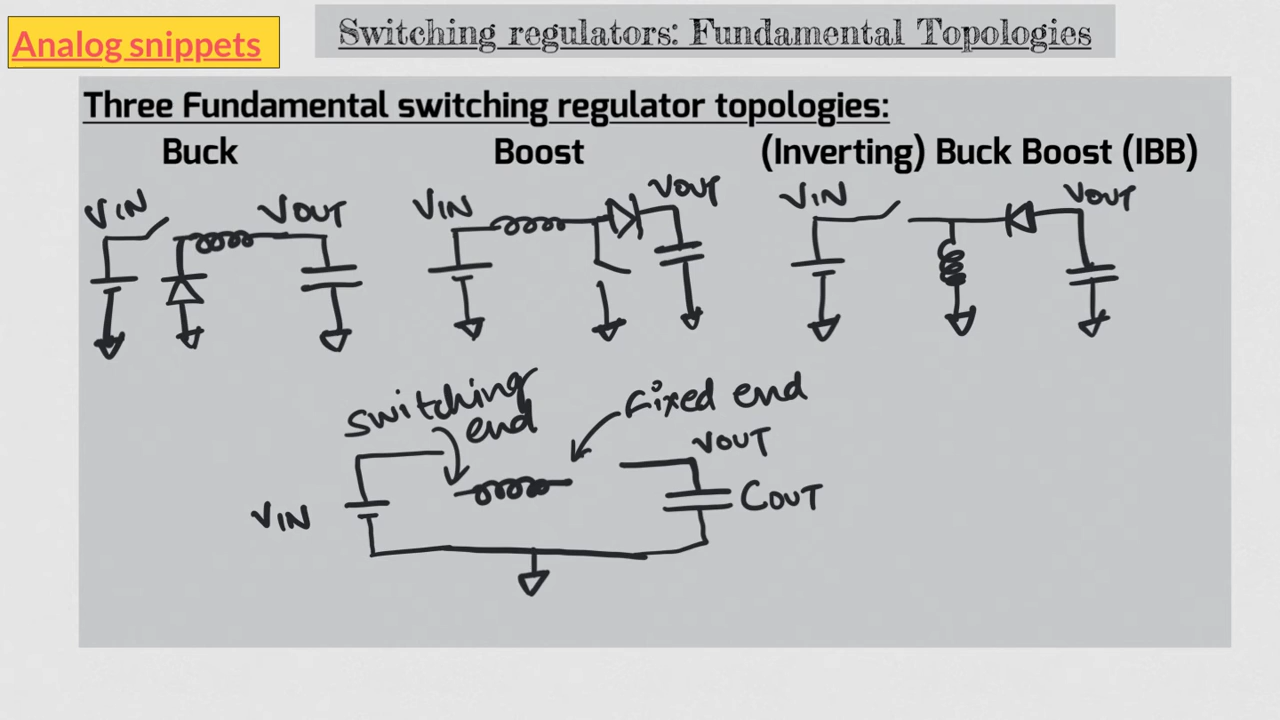 Analog snippets
Switching regulators: Fundamental Topologies
Three Fundamental switching regulator topologies:
Buck
Boost
(Inverting) Buck Boost (IBB)
VIN
VOUT
VIN
VOUT
VIN
VOUT
switching
end
Fixed end
VOUT
VIN
COUT